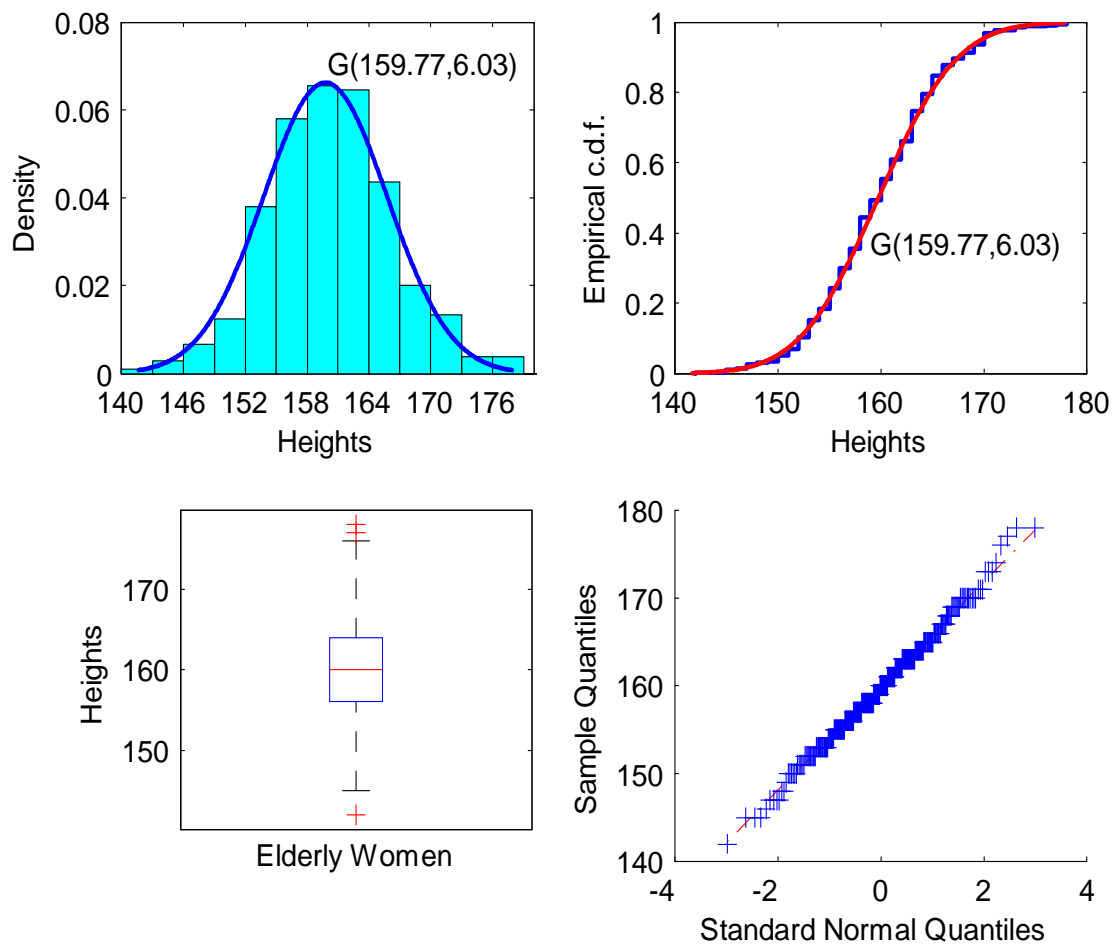 0.08
0.06
0.04
0.02
0
Density
G(159.77,6.03)
140 146 152 158 164 170 176
Heights
1
0.8
0.6
0.4
0.2
0
Empirical c.d.f.
G(159.77,6.03)
140 150 160 170 180
Heights
170
160
150
Heights
Elderly Women
180
170
160
150
140
Sample Quantiles
-4 -2 0 2 4
Standard Normal Quantiles